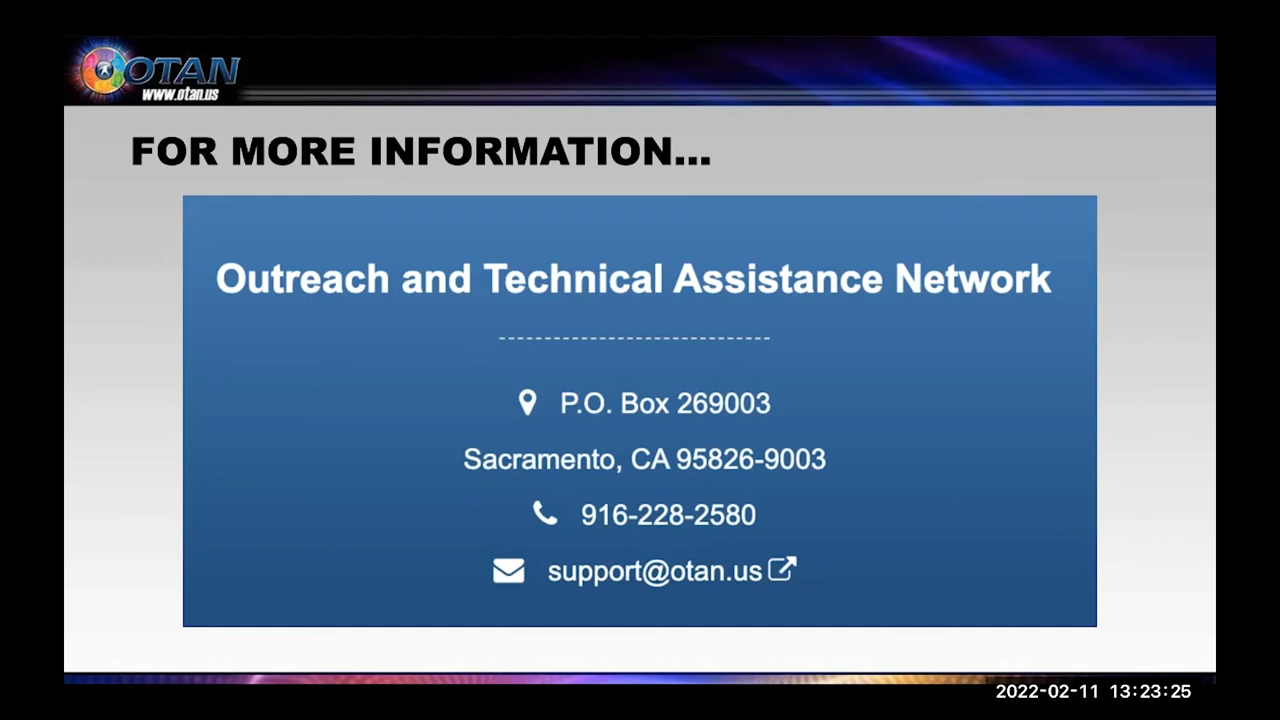 OTAN
www.otan.us
FOR MORE INFORMATION...
Outreach and Technical Assistance Network
------------------------------
P.O. Box 269003
Sacramento, CA 95826-9003
916-228-2580
support@otan.us
2022-02-11 13:23:25